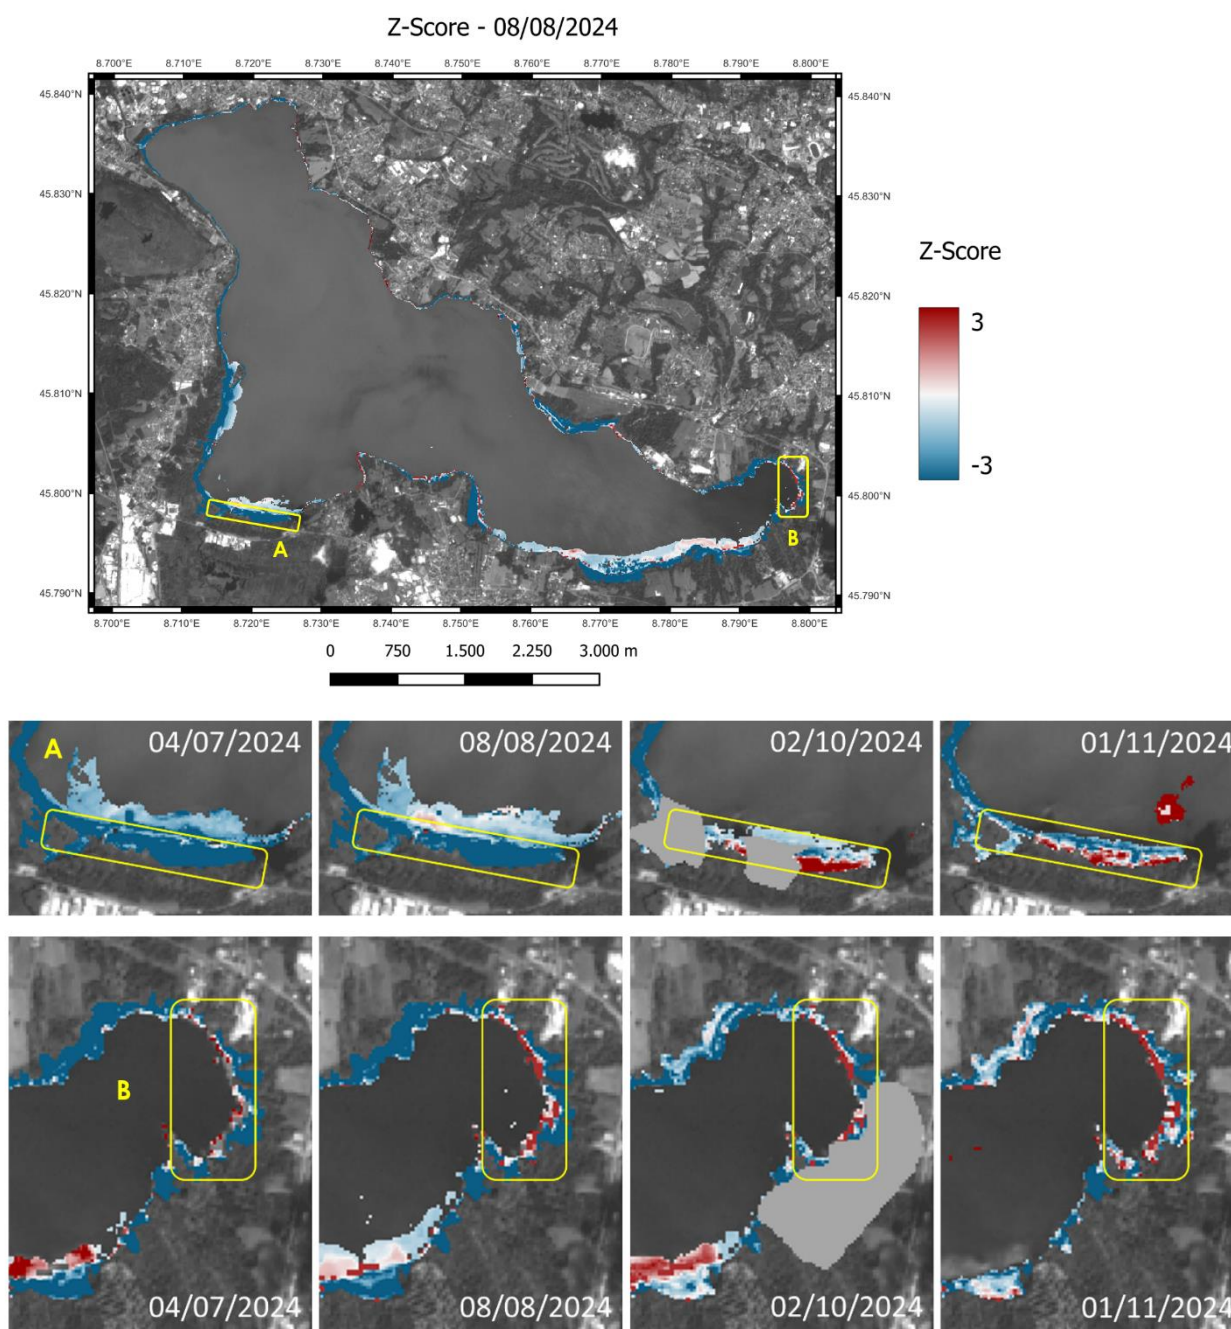 Z-Score - 08/08/2024
8.700°E 8.710°E 8.720°E 8.730°E 8.740°E 8.750°E 8.760°E 8.770°E 8.780°E 8.790°E 8.800°E
45.840°N 45.840°N
45.830°N 45.830°N
Z-Score
45.820°N 45.820°N
3
45.810°N 45.810°N
-3
45.800°N 45.800°N
A B
45.790°N 45.790°N
8.700°E 8.710°E 8.720°E 8.730°E 8.740°E 8.750°E 8.760°E 8.770°E 8.780°E 8.790°E 8.800°E
0 750 1.500 2.250 3.000 m
A 04/07/2024 08/08/2024 02/10/2024 01/11/2024
B
04/07/2024 08/08/2024 02/10/2024 01/11/2024